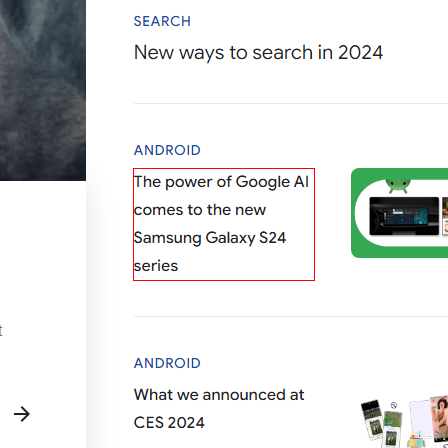 SEARCH
New ways to search in 2024
ANDROID
The power of Google AI
comes to the new
Samsung Galaxy S24
series
t
ANDROID
What we announced at
CES 2024